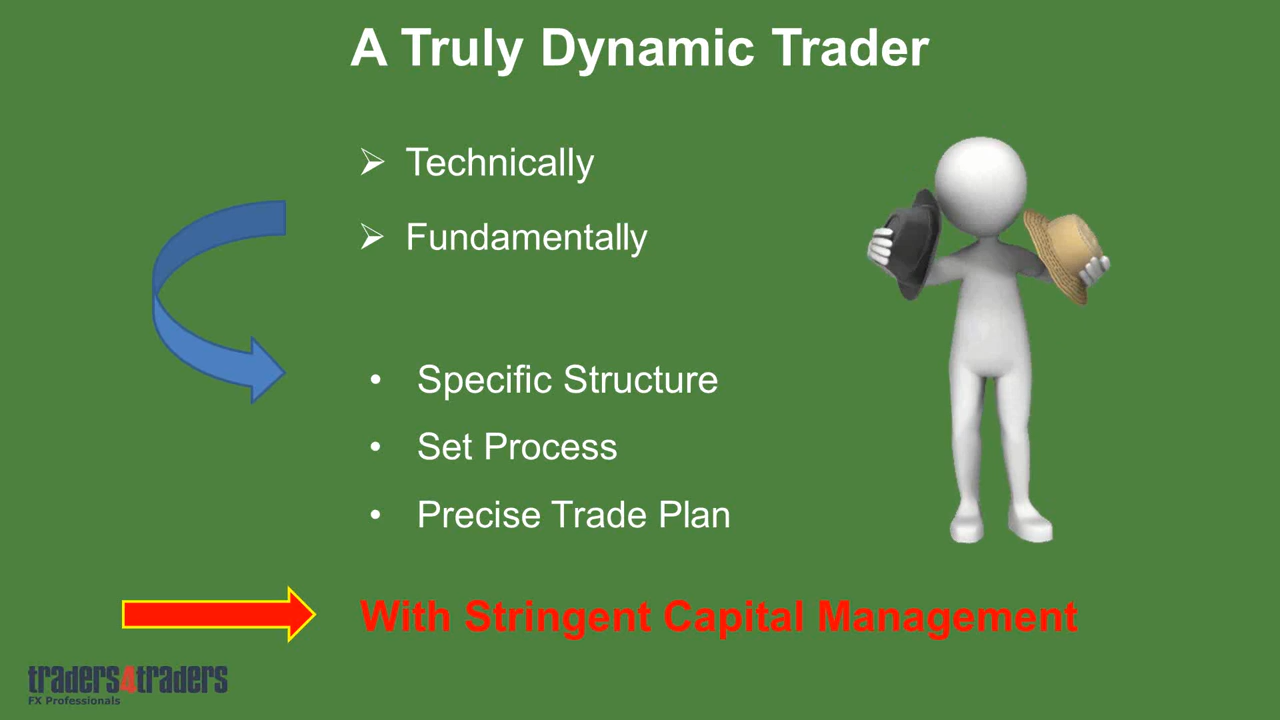 A Truly Dynamic Trader
Technically
Fundamentally
Specific Structure
Set Process
Precise Trade Plan
With Stringent Capital Management
traders4traders
FX Professionals